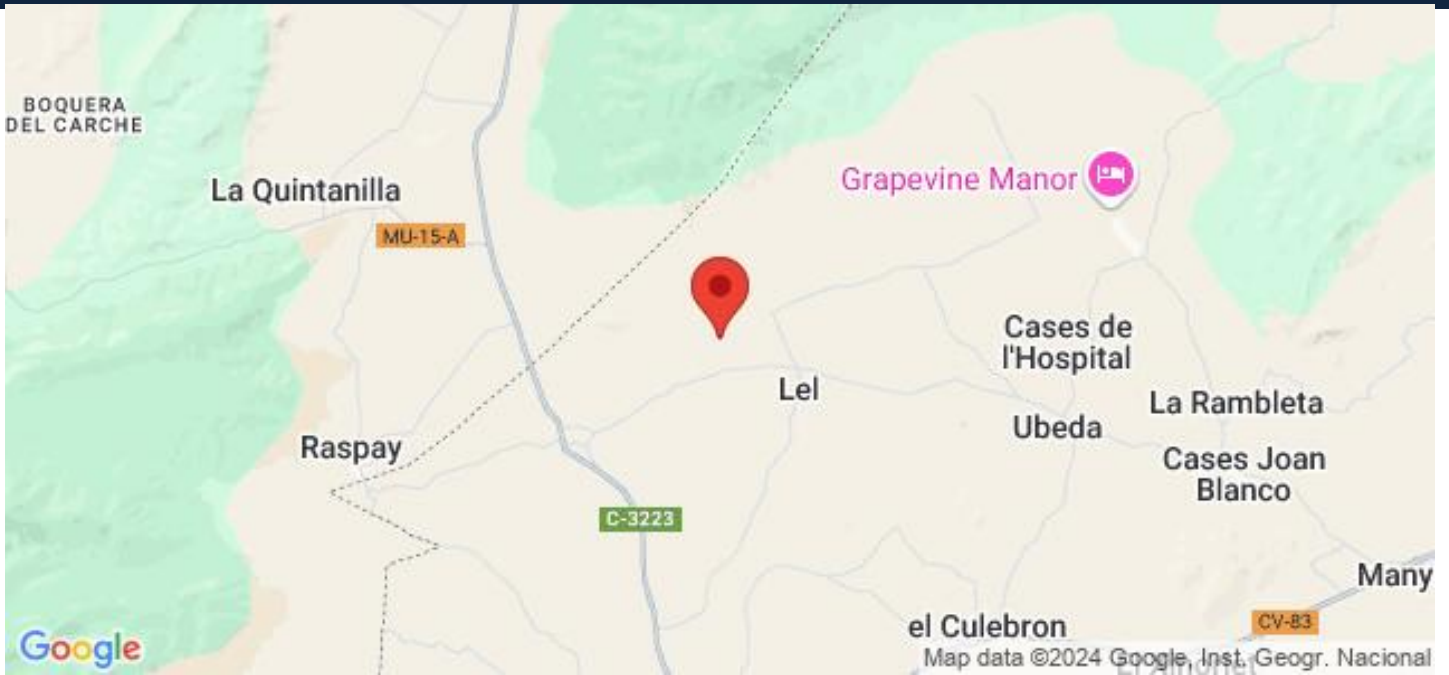 BOQUERA
DEL CARCHE
La Quintanilla
MU-15-A
Grapevine Manor
Cases de
l'Hospital
Lel
La Rambleta
Ubeda
Raspay
Cases Joan
Blanco
C-3223
Many
el Culebron
CV-83
Google
Map data ©2024 Google, Inst. Geogr. Nacional